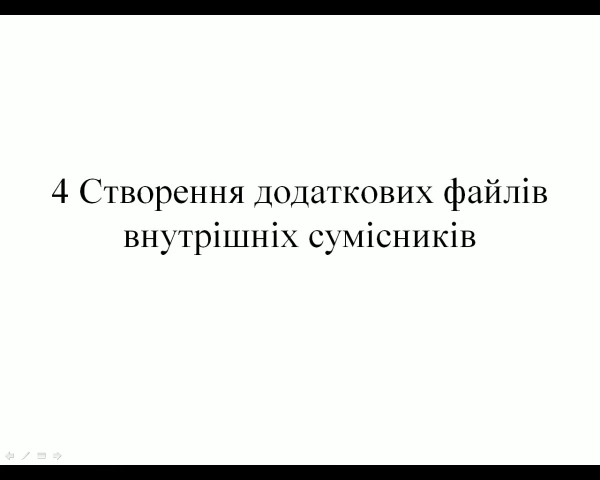 4 Створення додаткових файлів
внутрішніх сумісників